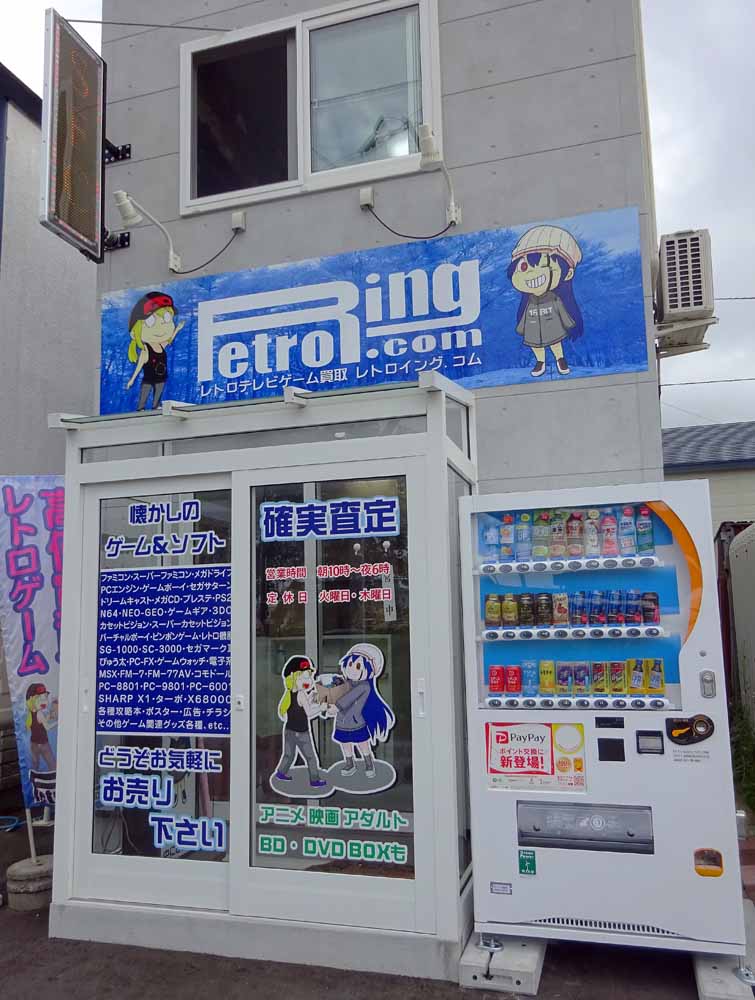 RetroRing
.com
レトロテレビゲーム買取 レトロイング.コム
16BIT
レトロゲーム
懐かしの
ゲーム&ソフト
ファミコン・スーパーファミコン・メガドライブ
PCエンジン・ゲームボーイ・セガサターン
ドリームキャスト・メガCD・プレステ・PS2
N64・NEO-GEO・ゲームギア・3DO
カセットビジョン・スーパーカセットビジョン
バーチャルボーイ・ピンポンゲーム・レトロ機器
SG-1000・SC-3000・セガマーク
ぴゅう太・PC-FX・ゲームウォッチ・電子
MSX・FM-7・FM-77AV・コモドール
PC-8801・PC-9801・PC-6001
SHARP X1・ターボ・X68000
各種攻略本・ポスター・広告・チラシ
その他ゲーム関連グッズ各種、etc..
どうぞお気軽に
お売り
下さい
確実査定
営業時間 朝10時〜夜6時
定休日 火曜日・木曜日
中
アニメ 映画 アダルト
BD・DVD BOXも
PayPay
ポイント交換に
新登場!